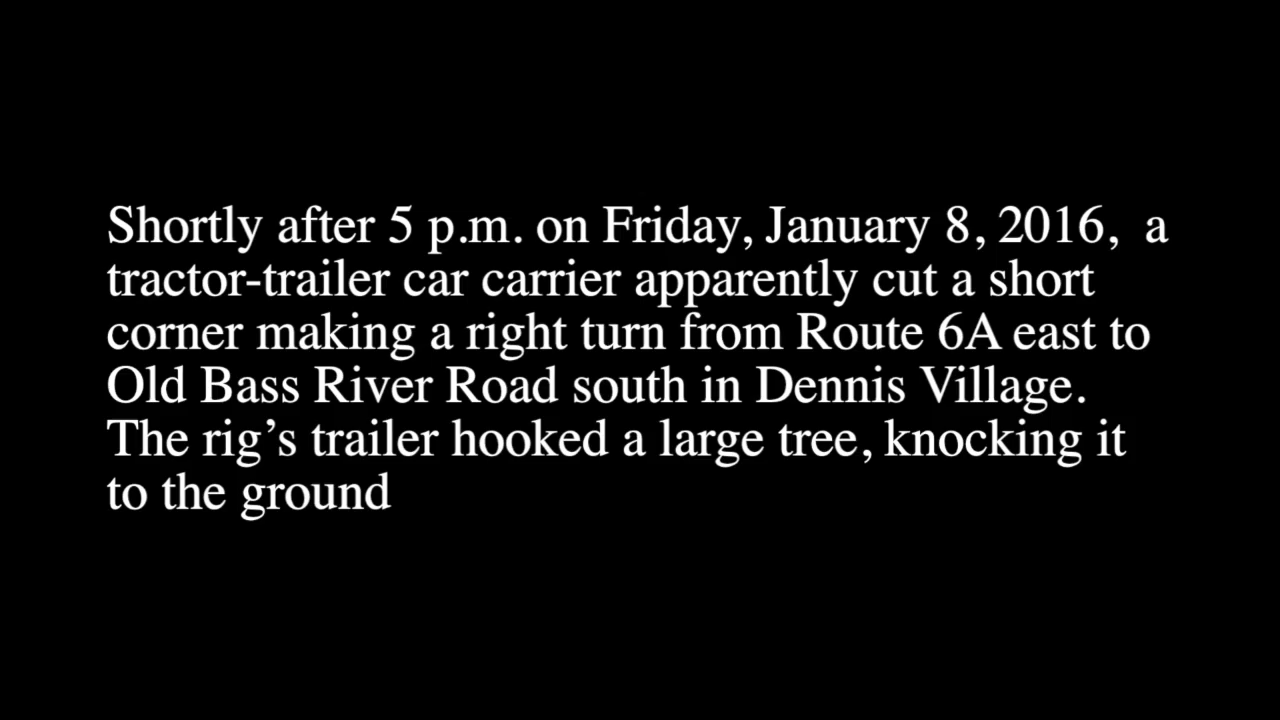 Shortly after 5 p.m. on Friday, January 8, 2016,  a
tractor-trailer car carrier apparently cut a short
corner making a right turn from Route 6A east to
Old Bass River Road south in Dennis Village.
The rig’s trailer hooked a large tree, knocking it
to the ground